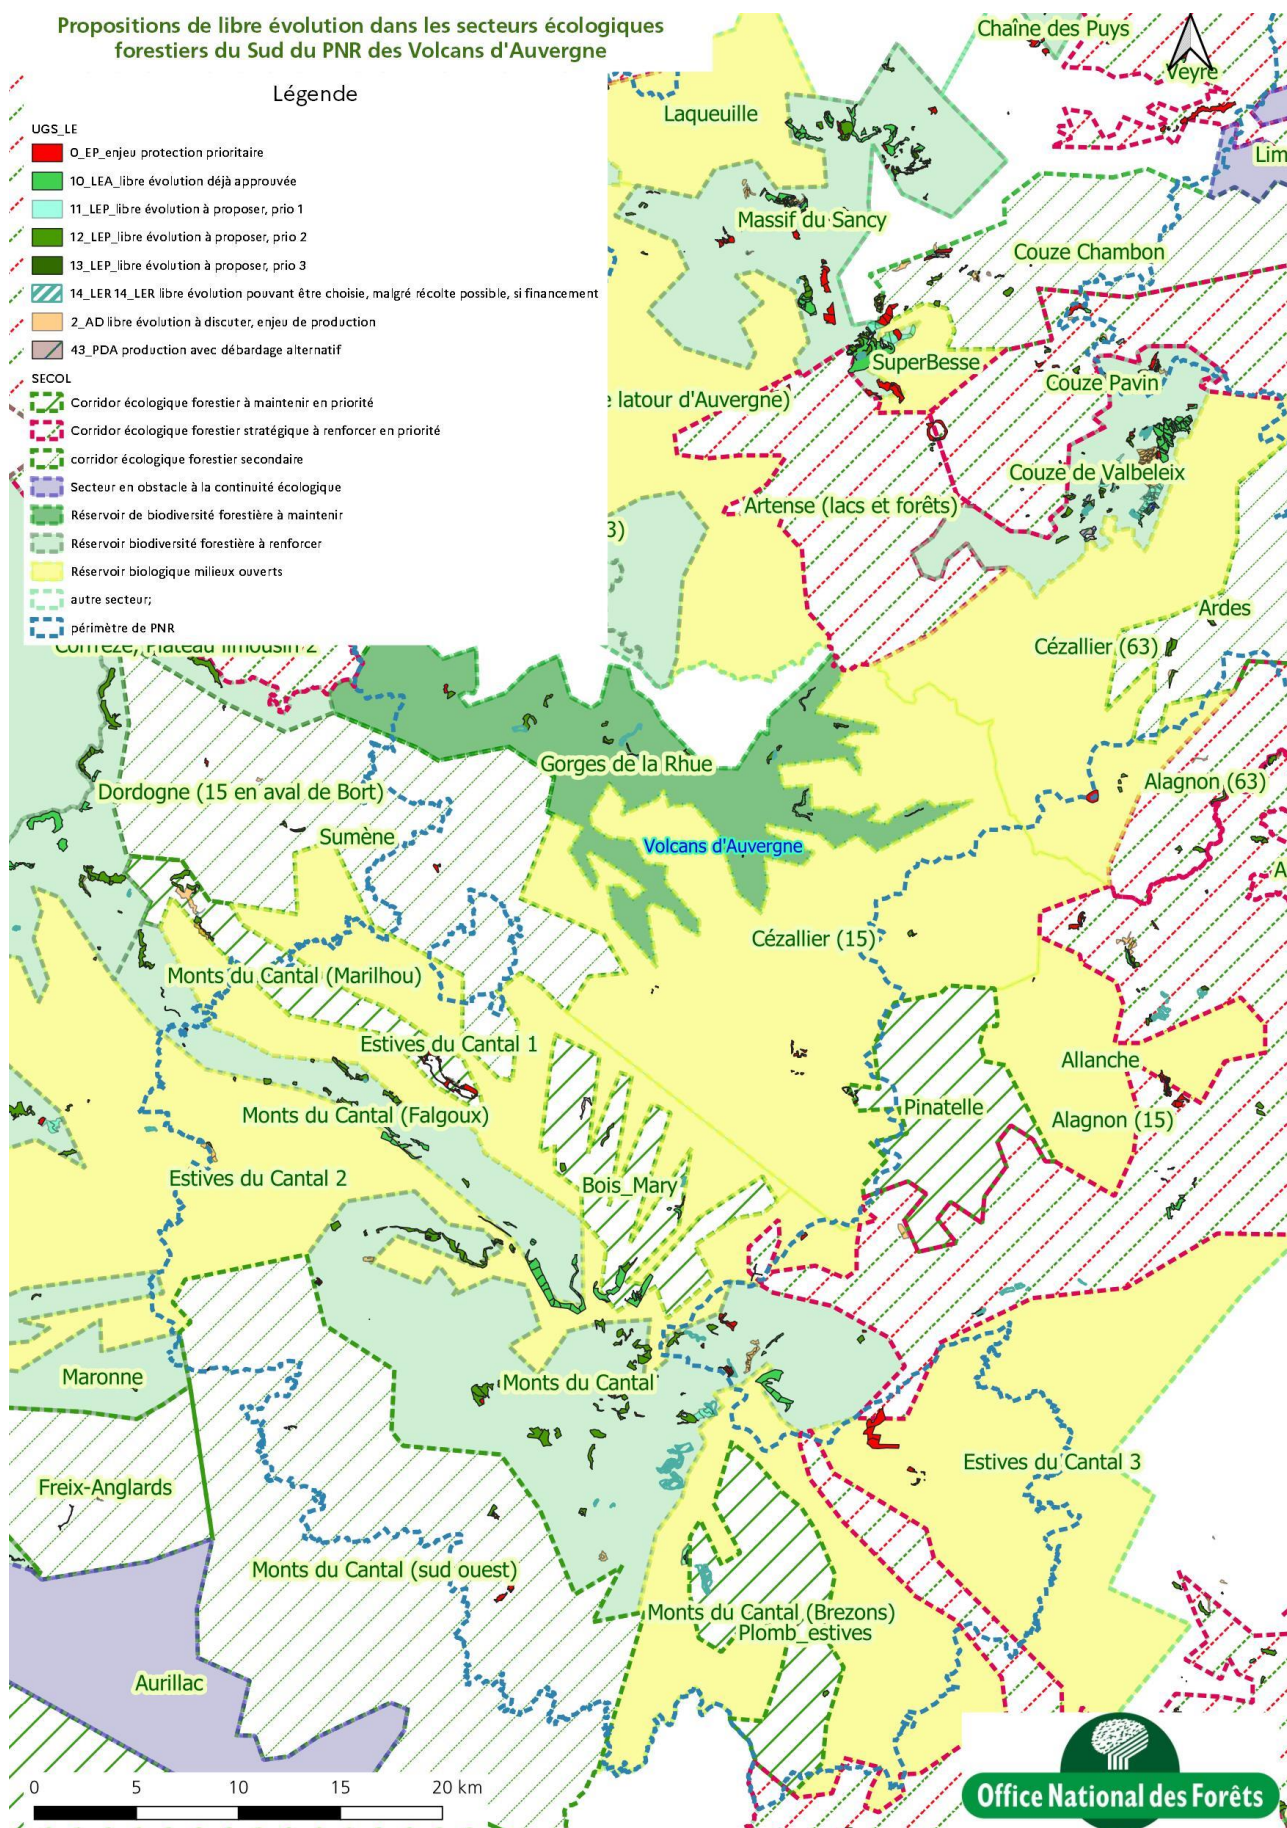 Propositions de libre évolution dans les secteurs écologiques
forestiers du Sud du PNR des Volcans d'Auvergne
Légende
UGS_LE
0_EP_enjeu protection prioritaire
10_LEA_libre évolution déjà approuvée
11_LEP_libre évolution à proposer, prio 1
12_LEP_libre évolution à proposer, prio 2
13_LEP_libre évolution à proposer, prio 3
14_LER 14_LER libre évolution pouvant être choisie, malgré récolte possible, si financement
2_AD libre évolution à discuter, enjeu de production
43_PDA production avec débardage alternatif
SECOL
Corridor écologique forestier à maintenir en priorité
Corridor écologique forestier stratégique à renforcer en priorité
corridor écologique forestier secondaire
Secteur en obstacle à la continuité écologique
Réservoir de biodiversité forestière à maintenir
Réservoir biodiversité forestière à renforcer
Réservoir biologique milieux ouverts
autre secteur;
périmètre de PNR
Chaîne des Puys
Veyre
Laqueuille
Lim
Massif du Sancy
Couze Chambon
SuperBesse
Couze Pavin
e latour d'Auvergne)
Couze de Valbeleix
Artense (lacs et forêts)
3)
Ardes
Cézallier (63)
Corrèze, Plateau limousin 2
Gorges de la Rhue
Alagnon (63)
Dordogne (15 en aval de Bort)
Sumène
Volcans d'Auvergne
A
Cézallier (15)
Monts du Cantal (Marilhou)
Estives du Cantal 1
Allanche
Pinatelle
Monts du Cantal (Falgoux)
Alagnon (15)
Estives du Cantal 2
Bois_Mary
Maronne
Monts du Cantal
Estives du Cantal 3
Freix-Anglards
Monts du Cantal (sud ouest)
Monts du Cantal (Brezons)
Plomb_estives
Aurillac
0 5 10 15 20 km
Office National des Forêts